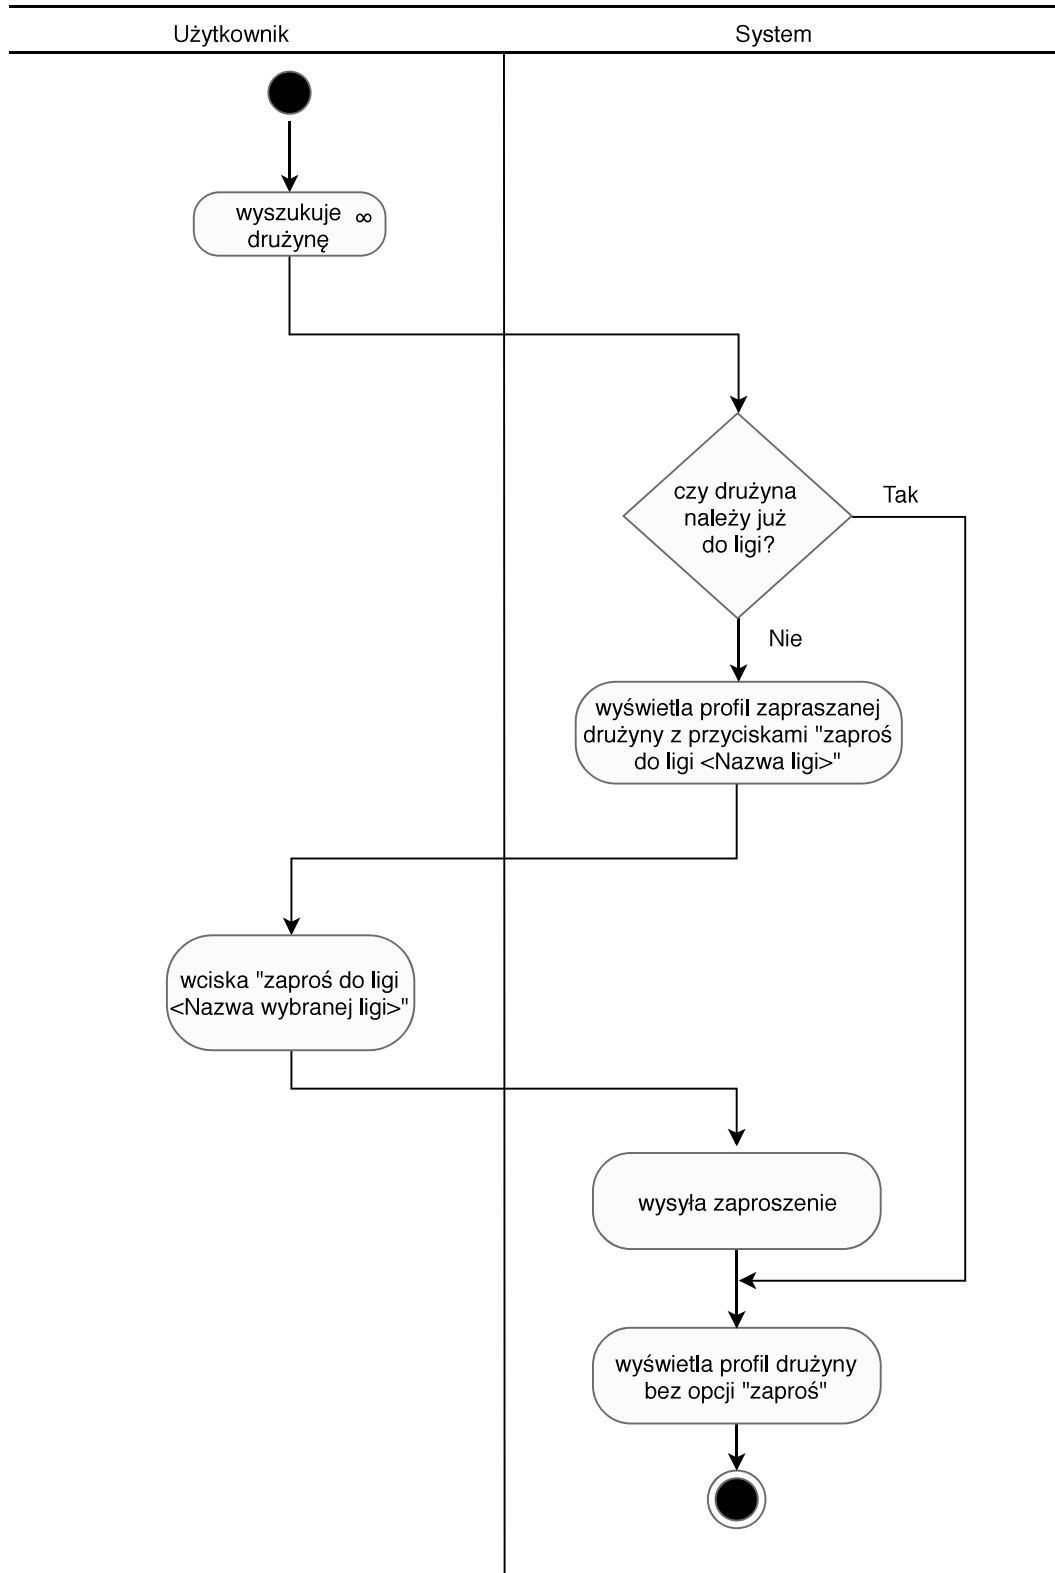 Użytkownik
System
wyszukuje ∞
drużynę
czy drużyna
należy już
do ligi?
Tak
Nie
wyświetla profil zapraszanej
drużyny z przyciskami "zaproś
do ligi <Nazwa ligi>"
wciska "zaproś do ligi
<Nazwa wybranej ligi>"
wysyła zaproszenie
wyświetla profil drużyny
bez opcji "zaproś"